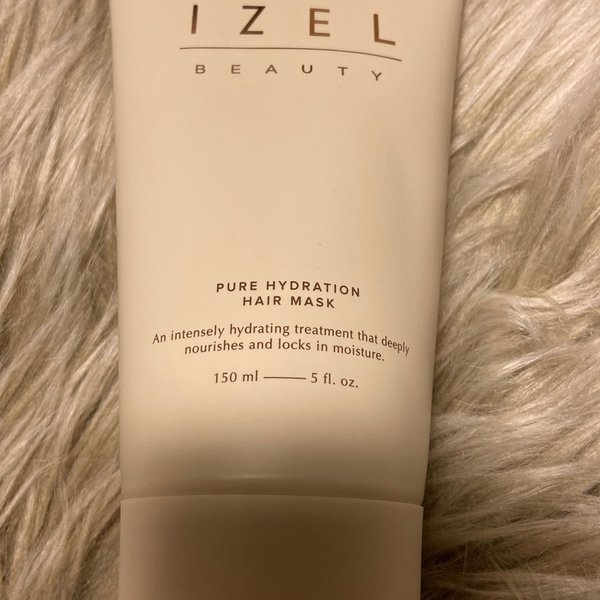 IZEL
BEAUTY
PURE HYDRATION
HAIR MASK
An intensely hydrating treatment that deeply
nourishes and locks in moisture.
150 ml — 5 fl. oz.